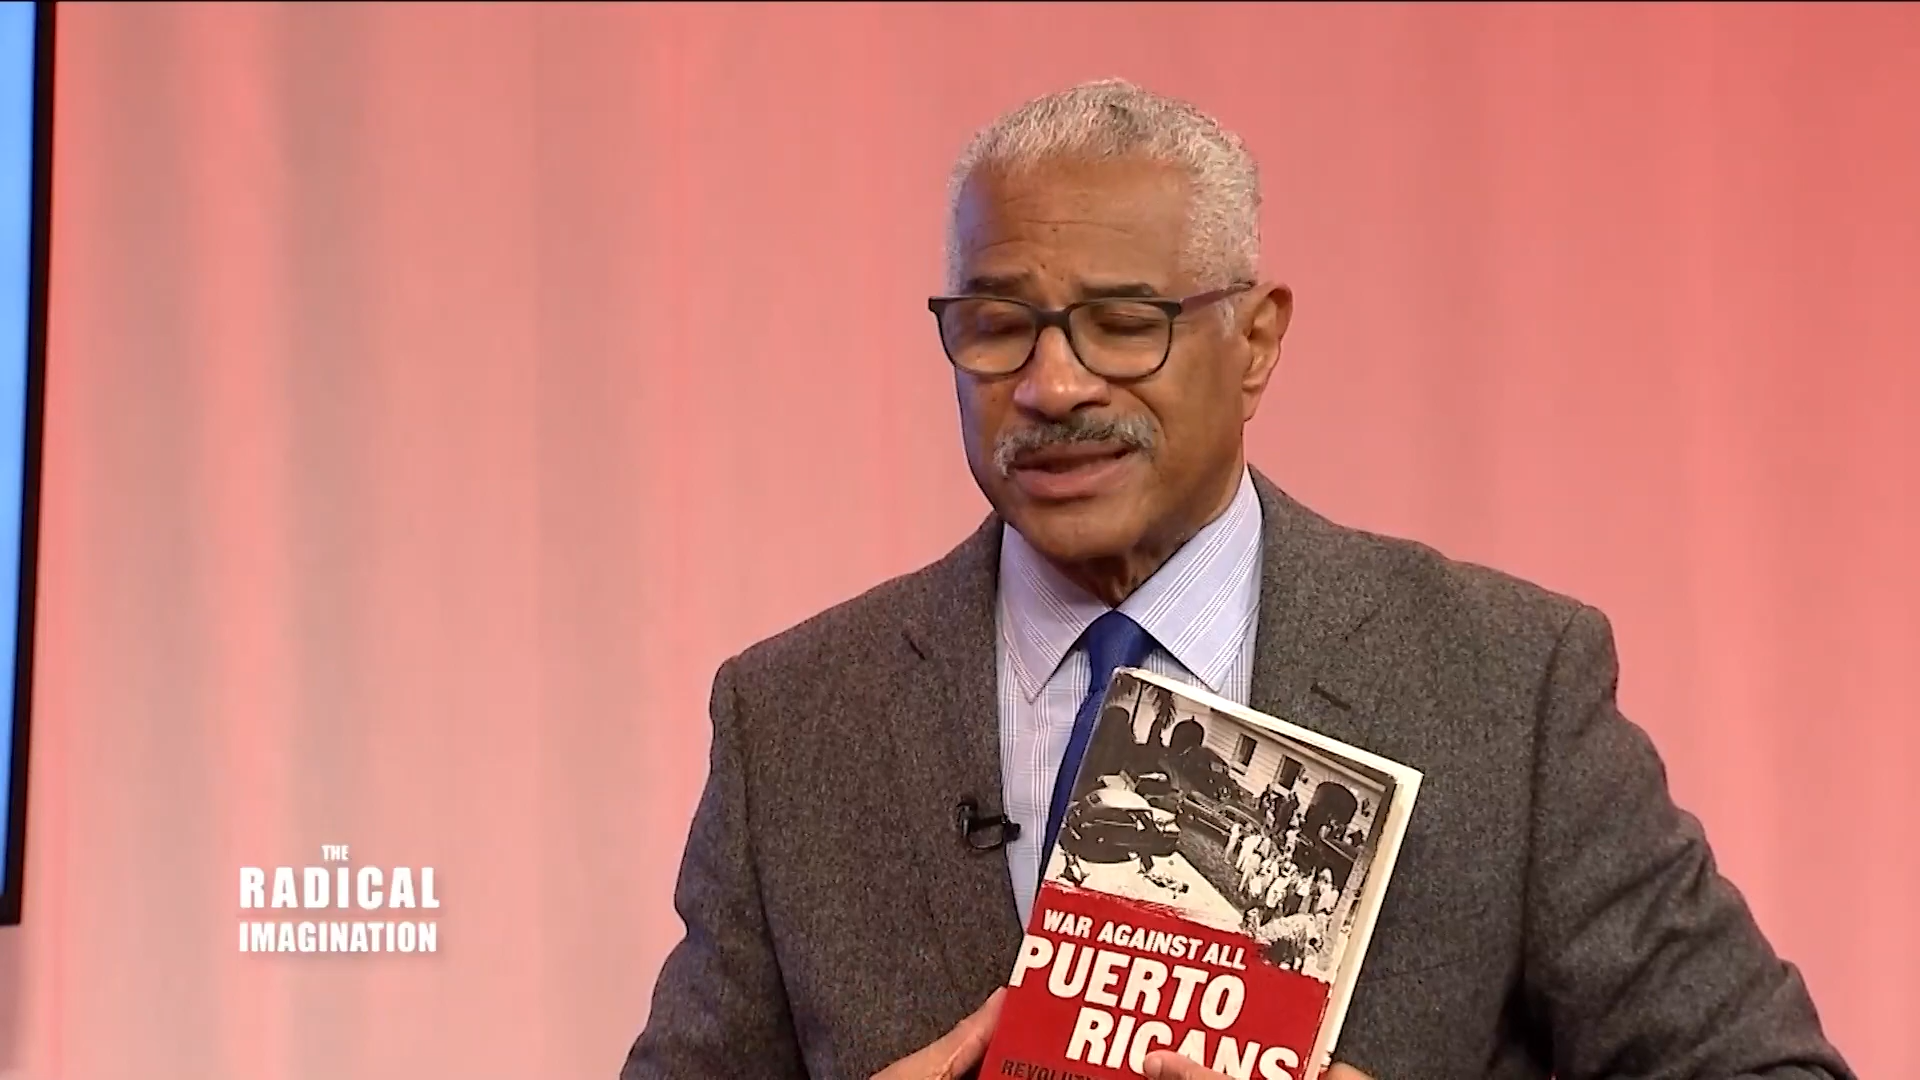 THE
RADICAL
IMAGINATION
WAR AGAINST ALL
PUERTO
RICANS